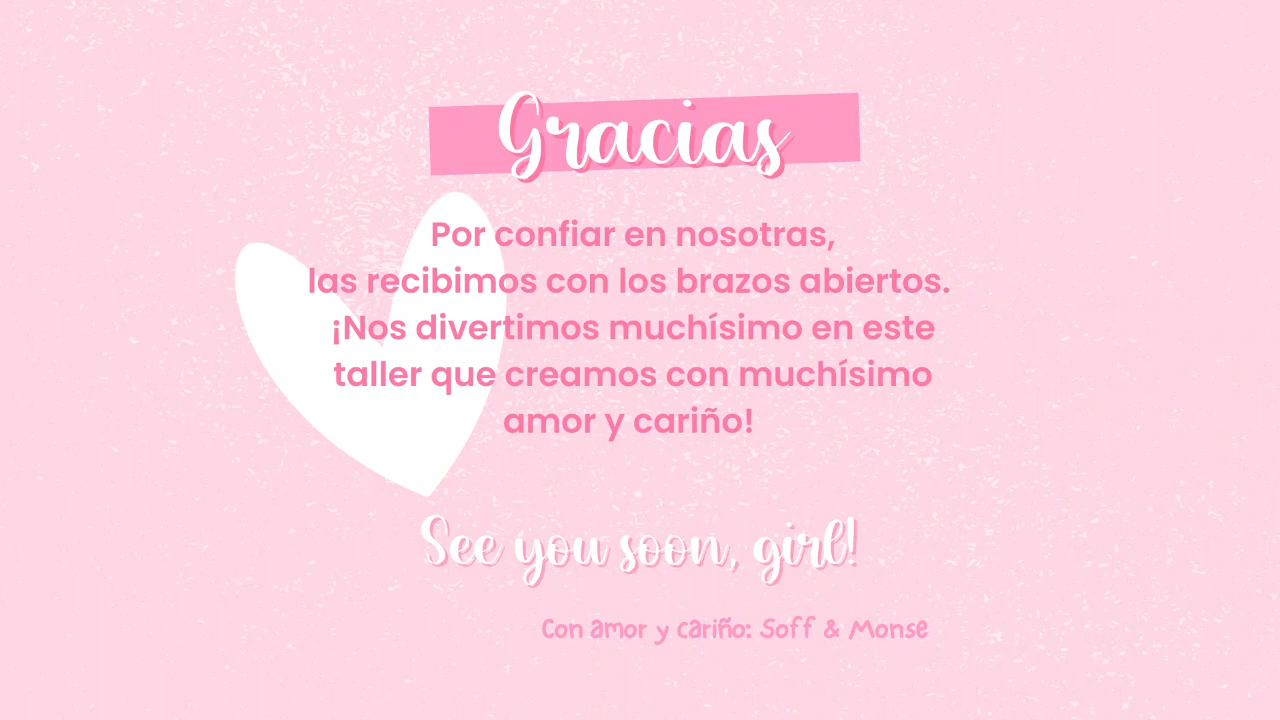 Gracias
Por confiar en nosotras,
las recibimos con los brazos abiertos.
¡Nos divertimos muchísimo en este
taller que creamos con muchísimo
amor y cariño!
See you soon, girl!
Con amor y cariño: Soff & Monse